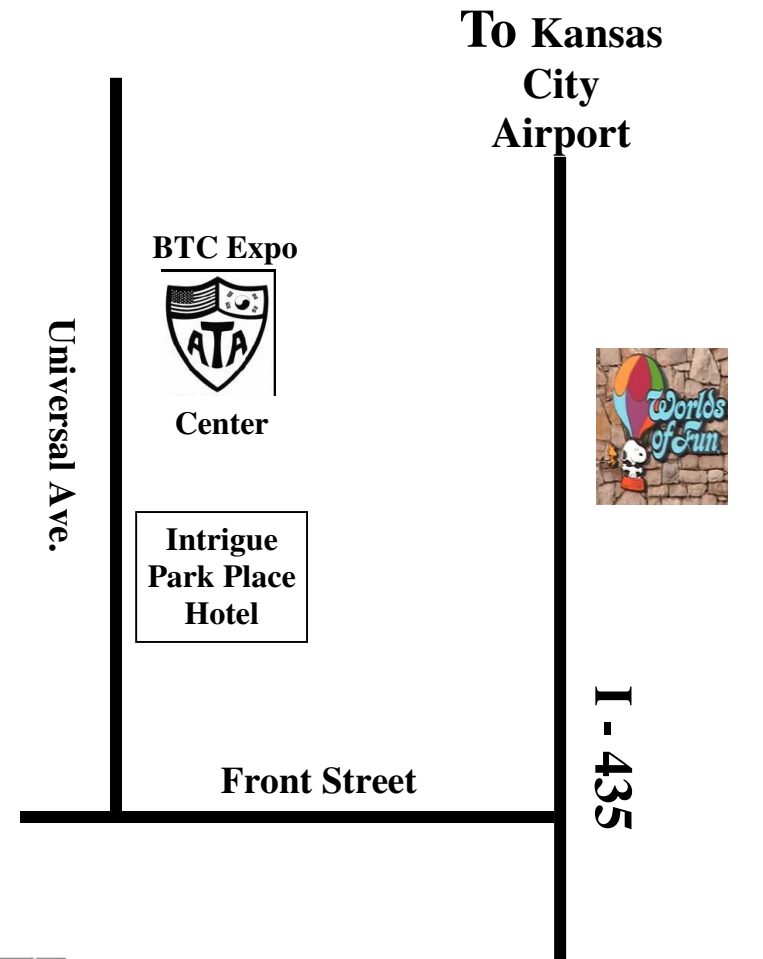 To Kansas
City
Airport
BTC Expo
ATA
Center
Universal Ave.
Worlds
of Fun
Intrigue
Park Place
Hotel
I - 435
Front Street